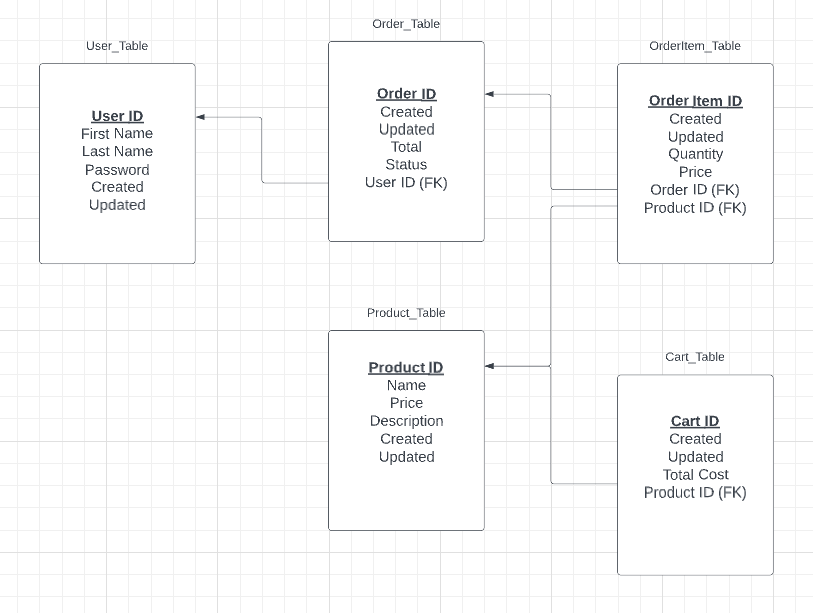 User_Table
User ID
First Name
Last Name
Password
Created
Updated
Order_Table
Order ID
Created
Updated
Total
Status
User ID (FK)
OrderItem_Table
Order Item ID
Created
Updated
Quantity
Price
Order ID (FK)
Product ID (FK)
Product_Table
Product ID
Name
Price
Description
Created
Updated
Cart_Table
Cart ID
Created
Updated
Total Cost
Product ID (FK)